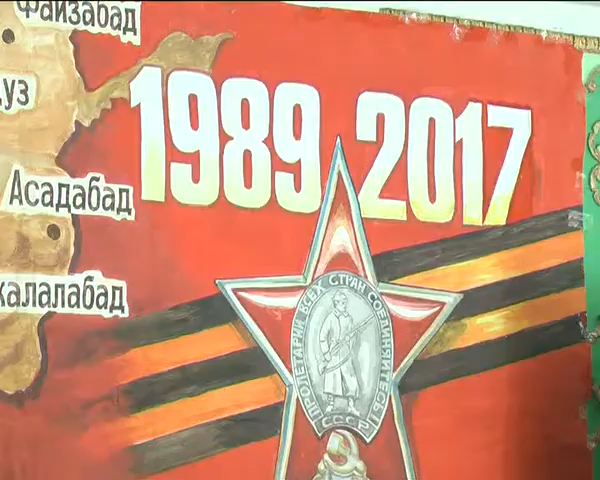 Файзабад
уз
1989 2017
Асадабад
жалалабад
ПРОЛЕТАРИИ ВСЕХ СТРАН СОЕДИНЯЙТЕСЬ
СССР